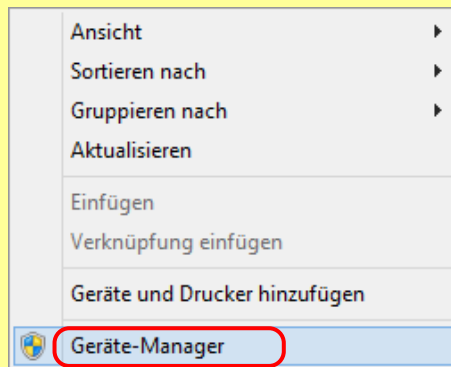 Ansicht
Sortieren nach
Gruppieren nach
Aktualisieren
Einfügen
Verknüpfung einfügen
Geräte und Drucker hinzufügen
Geräte-Manager